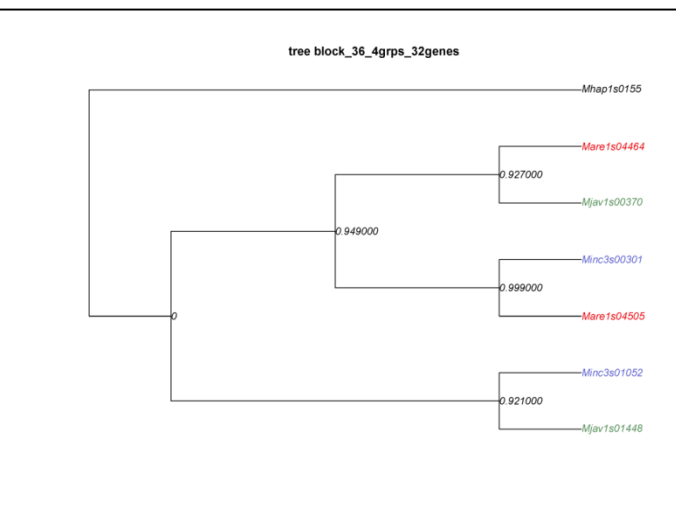 tree block_36_4grps_32genes
Mhap1s0155
Mare1s04464
0.927000
Mjav1s00370
0.949000
Minc3s00301
0.999000
Mare1s04505
0
Minc3s01052
0.921000
Mjav1s01448